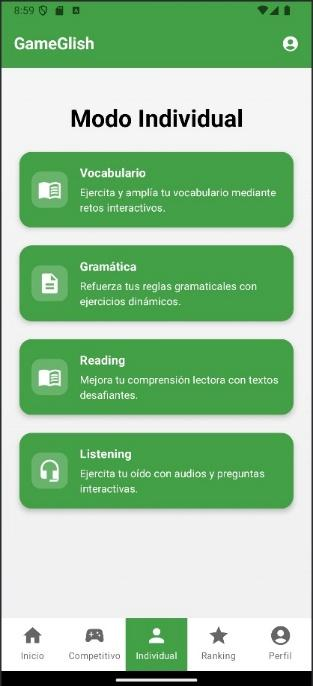 8:59
GameGlish
Modo Individual
Vocabulario
Ejercita y amplía tu vocabulario mediante
retos interactivos.
Gramática
Refuerza tus reglas gramaticales con
ejercicios dinámicos.
Reading
Mejora tu comprensión lectora con textos
desafiantes.
Listening
Ejercita tu oído con audios y preguntas
interactivas.
Inicio Competitivo Individual Ranking Perfil